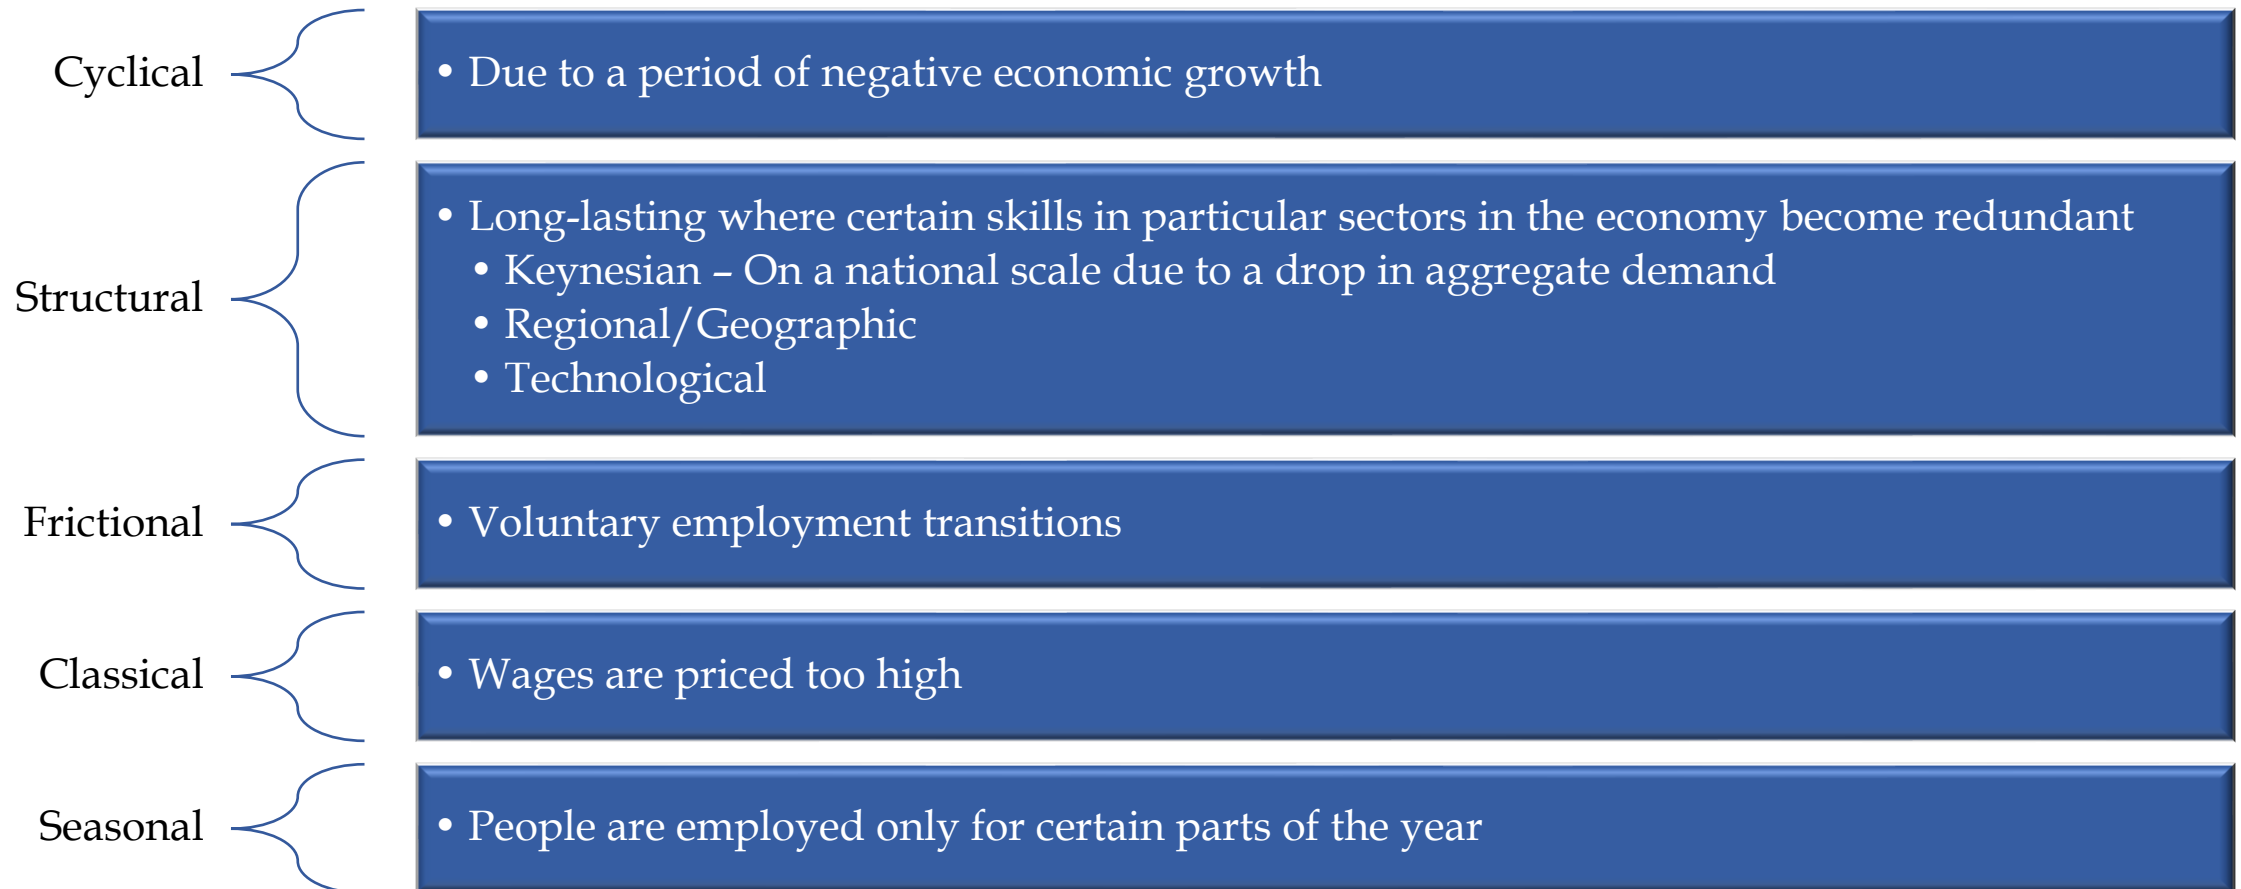 Cyclical
• Due to a period of negative economic growth
Structural
• Long-lasting where certain skills in particular sectors in the economy become redundant
• Keynesian – On a national scale due to a drop in aggregate demand
• Regional/Geographic
• Technological
Frictional
• Voluntary employment transitions
Classical
• Wages are priced too high
Seasonal
• People are employed only for certain parts of the year